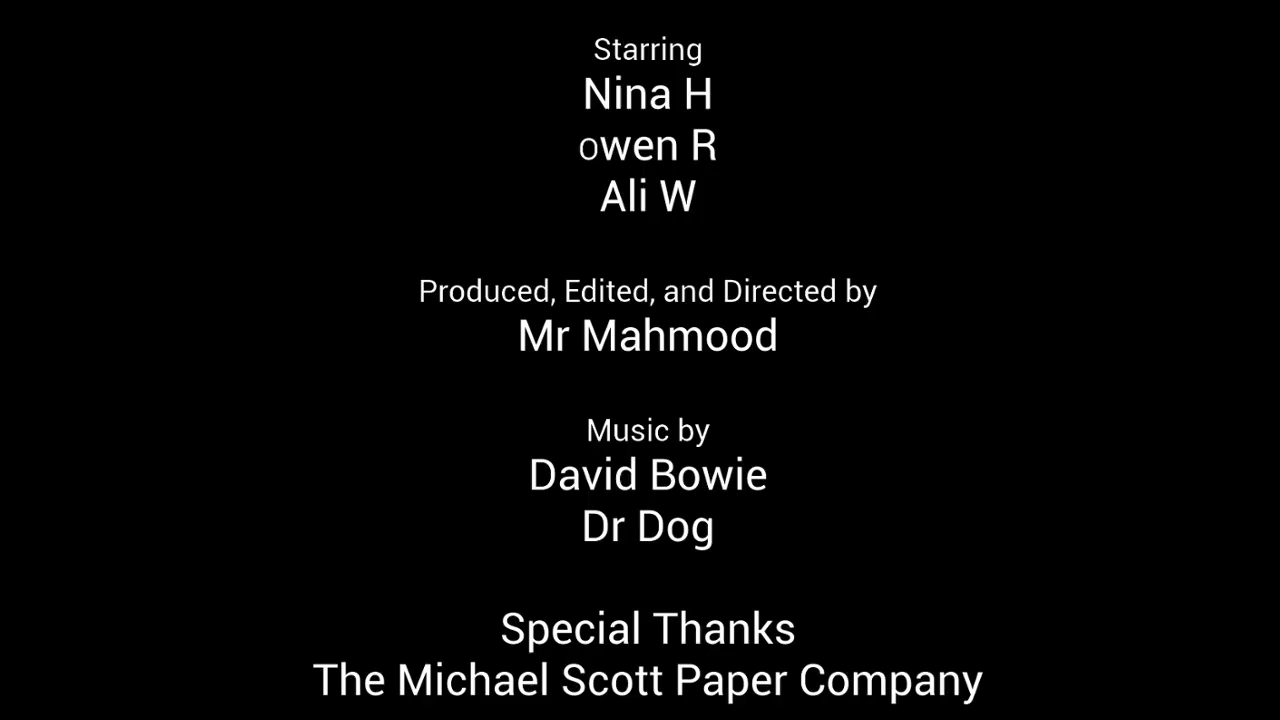 Starring
Nina H
owen R
Ali W
Produced, Edited, and Directed by
Mr Mahmood
Music by
David Bowie
Dr Dog
Special Thanks
The Michael Scott Paper Company